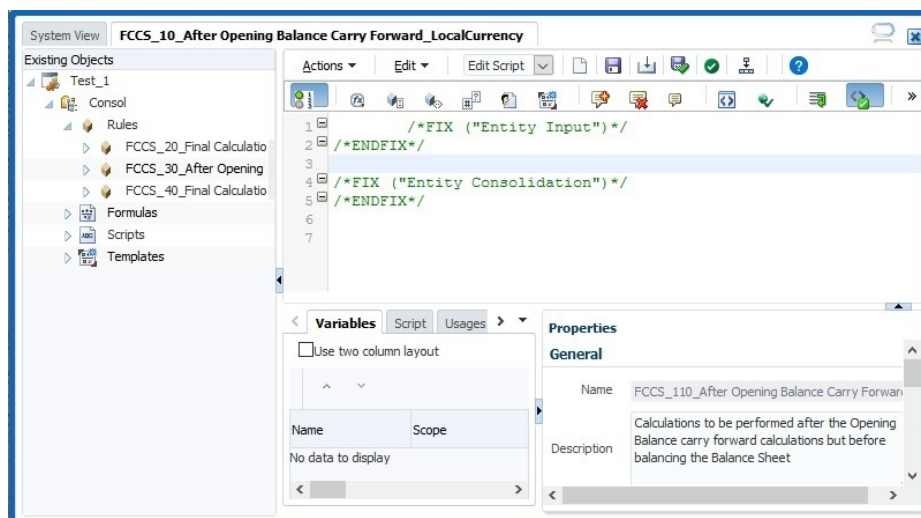 System View FCCS_10_After Opening Balance Carry Forward_LocalCurrency
Existing Objects
Test_1
Consol
Rules
FCCS_20_Final Calculatio
FCCS_30_After Opening
FCCS_40_Final Calculatio
Formulas
Scripts
Templates
Actions Edit Edit Script
1 /*FIX ("Entity Input")*/
2 /*ENDFIX*/
3
4 /*FIX ("Entity Consolidation")*/
5 /*ENDFIX*/
6
7
Variables Script Usages
Use two column layout
Name Scope
No data to display
Properties
General
Name FCCS_110_After Opening Balance Carry Forward
Description Calculations to be performed after the Opening
Balance carry forward calculations but before
balancing the Balance Sheet